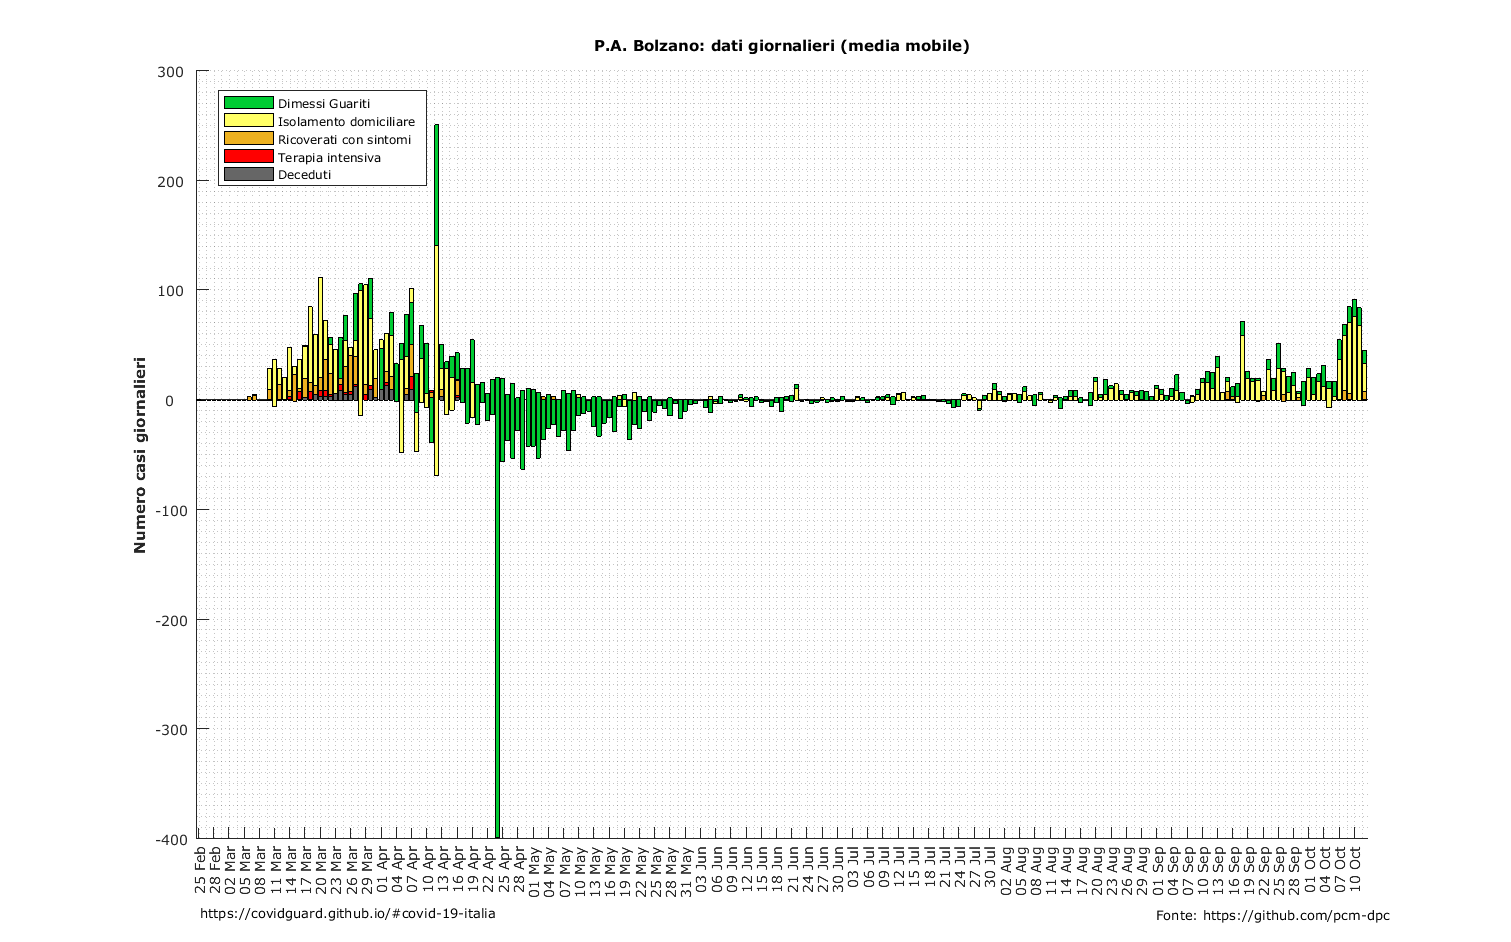 P.A. Bolzano: dati giornalieri (media mobile)
300
200
100
0
-100
-200
-300
-400
Numero casi giornalieri
Dimessi Guariti
Isolamento domiciliare
Ricoverati con sintomi
Terapia intensiva
Deceduti
25 Feb
28 Feb
02 Mar
05 Mar
08 Mar
11 Mar
14 Mar
17 Mar
20 Mar
23 Mar
26 Mar
29 Mar
01 Apr
04 Apr
07 Apr
10 Apr
13 Apr
16 Apr
19 Apr
22 Apr
25 Apr
28 Apr
01 May
04 May
07 May
10 May
13 May
16 May
19 May
22 May
25 May
28 May
31 May
03 Jun
06 Jun
09 Jun
12 Jun
15 Jun
18 Jun
21 Jun
24 Jun
27 Jun
30 Jun
03 Jul
06 Jul
09 Jul
12 Jul
15 Jul
18 Jul
21 Jul
24 Jul
27 Jul
30 Jul
02 Aug
05 Aug
08 Aug
11 Aug
14 Aug
17 Aug
20 Aug
23 Aug
26 Aug
29 Aug
01 Sep
04 Sep
07 Sep
10 Sep
13 Sep
16 Sep
19 Sep
22 Sep
25 Sep
28 Sep
01 Oct
04 Oct
07 Oct
10 Oct
https://covidguard.github.io/#covid-19-italia
Fonte: https://github.com/pcm-dpc